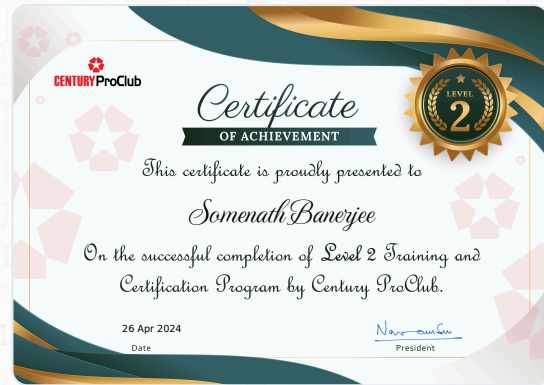 CENTURY ProClub
Certificate
OF ACHIEVEMENT
LEVEL
2
This certificate is proudly presented to
Somenath Banerjee
On the successful completion of Level 2 Training and
Certification Program by Century ProClub.
26 Apr 2024
Date
President